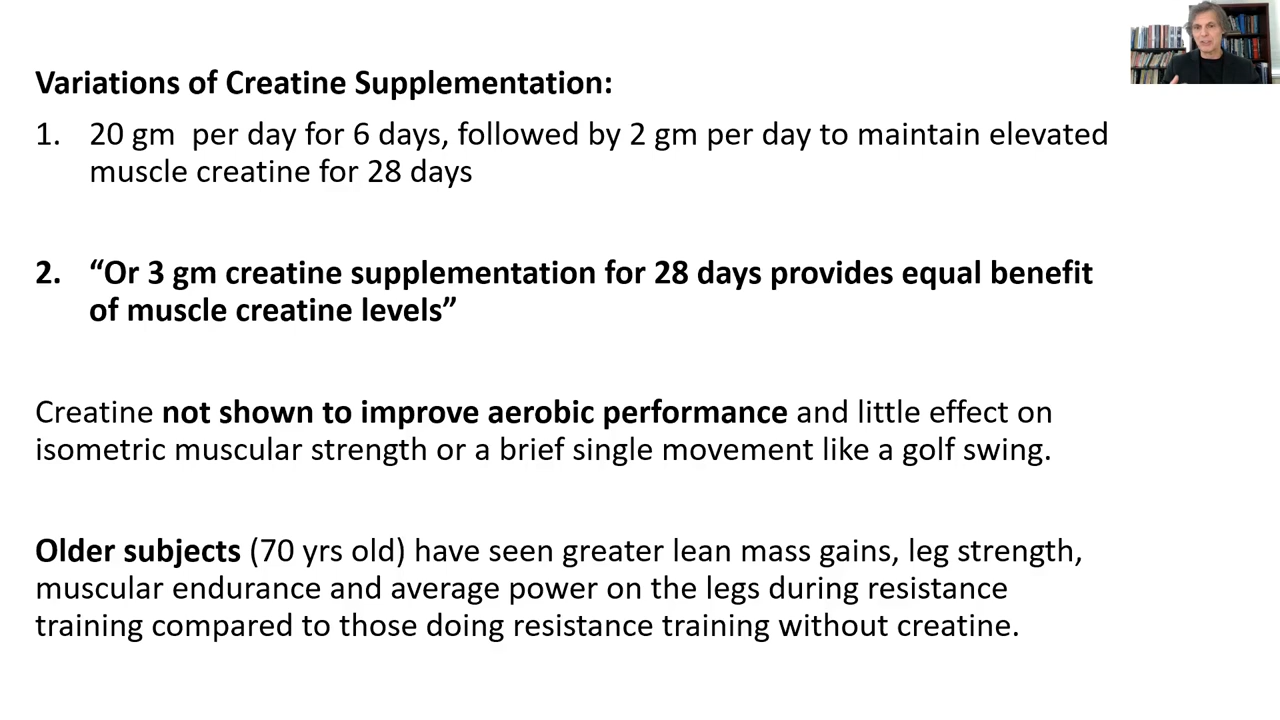 Variations of Creatine Supplementation:
1. 20 gm per day for 6 days, followed by 2 gm per day to maintain elevated
muscle creatine for 28 days
2. “Or 3 gm creatine supplementation for 28 days provides equal benefit
of muscle creatine levels”
Creatine not shown to improve aerobic performance and little effect on
isometric muscular strength or a brief single movement like a golf swing.
Older subjects (70 yrs old) have seen greater lean mass gains, leg strength,
muscular endurance and average power on the legs during resistance
training compared to those doing resistance training without creatine.